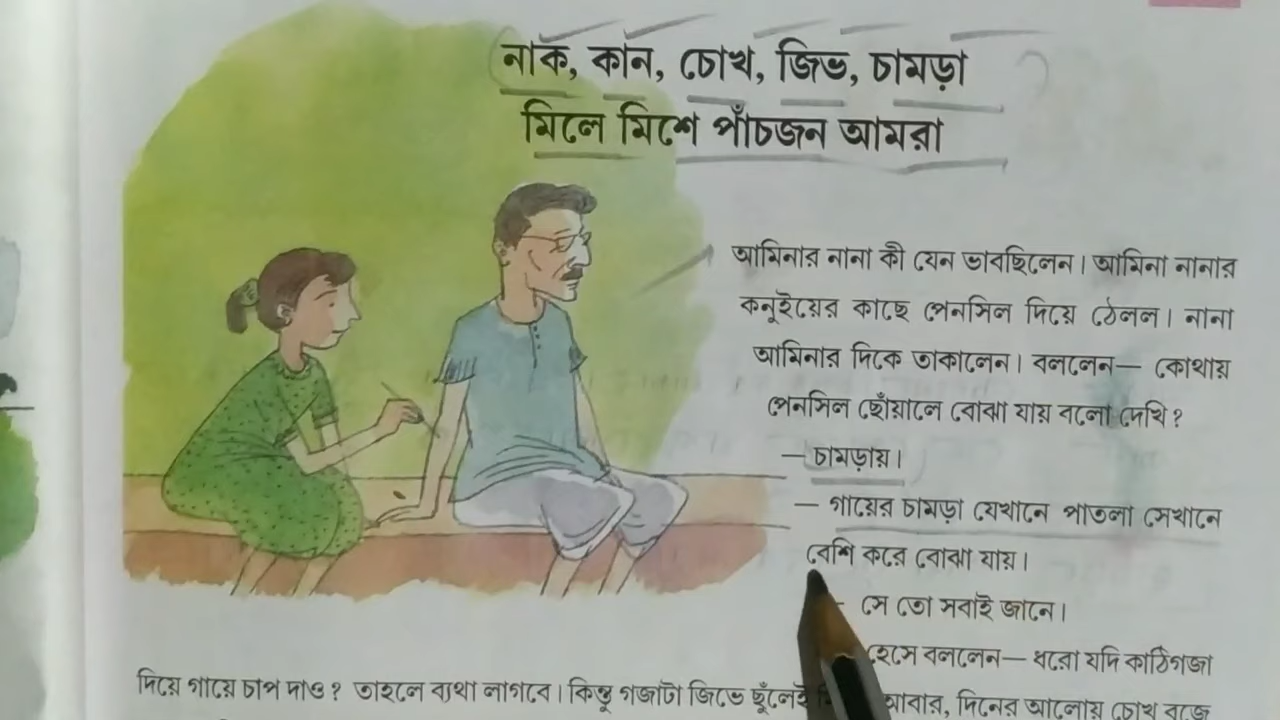 নাক, কান, চোখ, জিভ, চামড়া
মিলে মিশে পাঁচজন আমরা
আমিনার নানা কী যেন ভাবছিলেন। আমিনা নানার
কনুইয়ের কাছে পেনসিল দিয়ে ঠেলল। নানা
আমিনার দিকে তাকালেন। বললেন— কোথায়
পেনসিল ছোঁয়ালে বোঝা যায় বলো দেখি?
— চামড়ায়।
— গায়ের চামড়া যেখানে পাতলা সেখানে
বেশি করে বোঝা যায়।
— সে তো সবাই জানে।
হেসে বললেন— ধরো যদি কাঠিগজা
দিয়ে গায়ে চাপ দাও? তাহলে ব্যথা লাগবে। কিন্তু গজাটা জিভে ছুঁলেই আবার, দিনের আলোয় চোখ বুজে